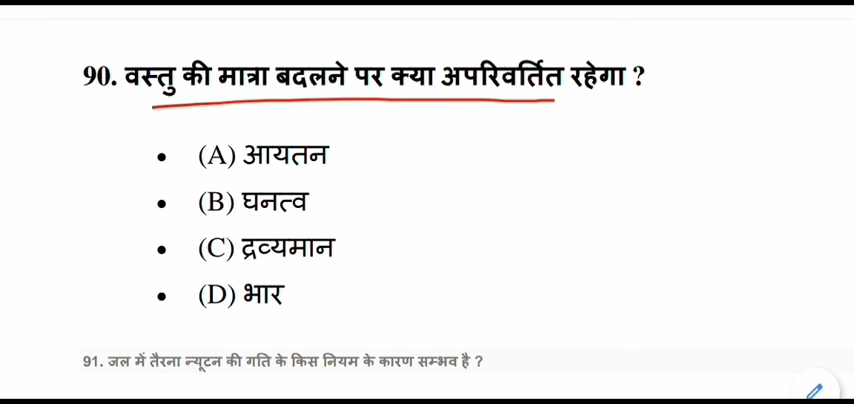 90. वस्तु की मात्रा बदलने पर क्या अपरिवर्तित रहेगा ?
• (A) आयतन
• (B) घनत्व
• (C) द्रव्यमान
• (D) भार
91. जल में तैरना न्यूटन की गति के किस नियम के कारण सम्भव है ?